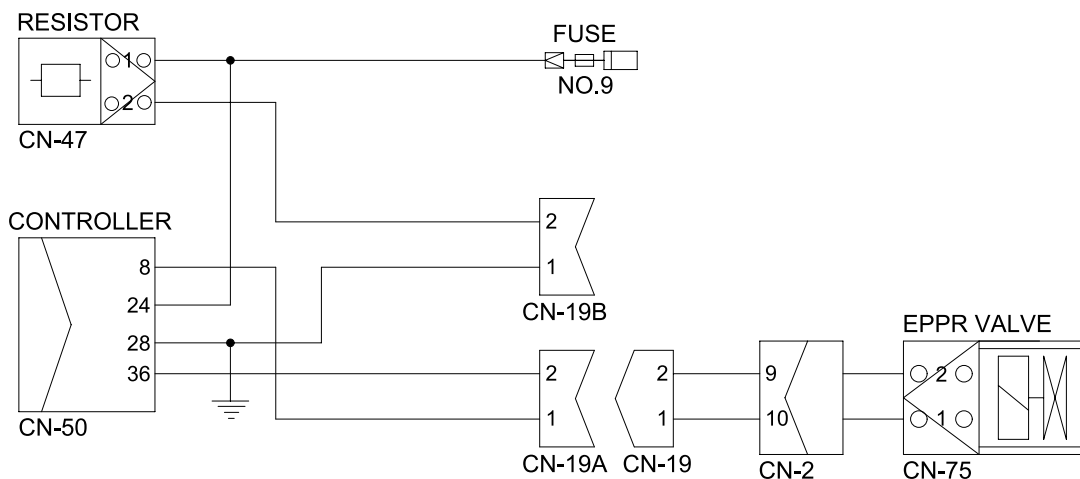 RESISTOR
FUSE
1
2
NO.9
CN-47
CONTROLLER
2
8
1
24
CN-19B
EPPR VALVE
28
36
2
2
9
2
1
1
10
1
CN-50
CN-19A
CN-19
CN-2
CN-75